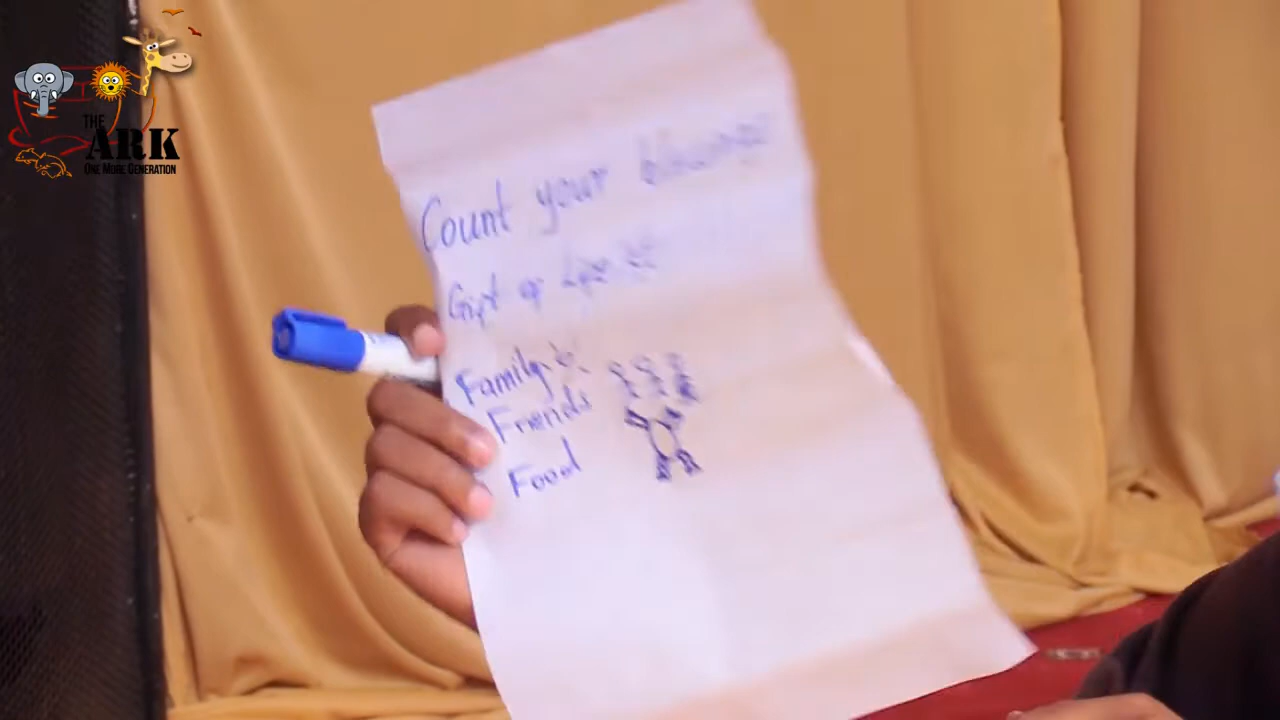 THE
ARK
ONE MORE GENERATION
Count your blessings
Gift of Life
Family
Friends
Food